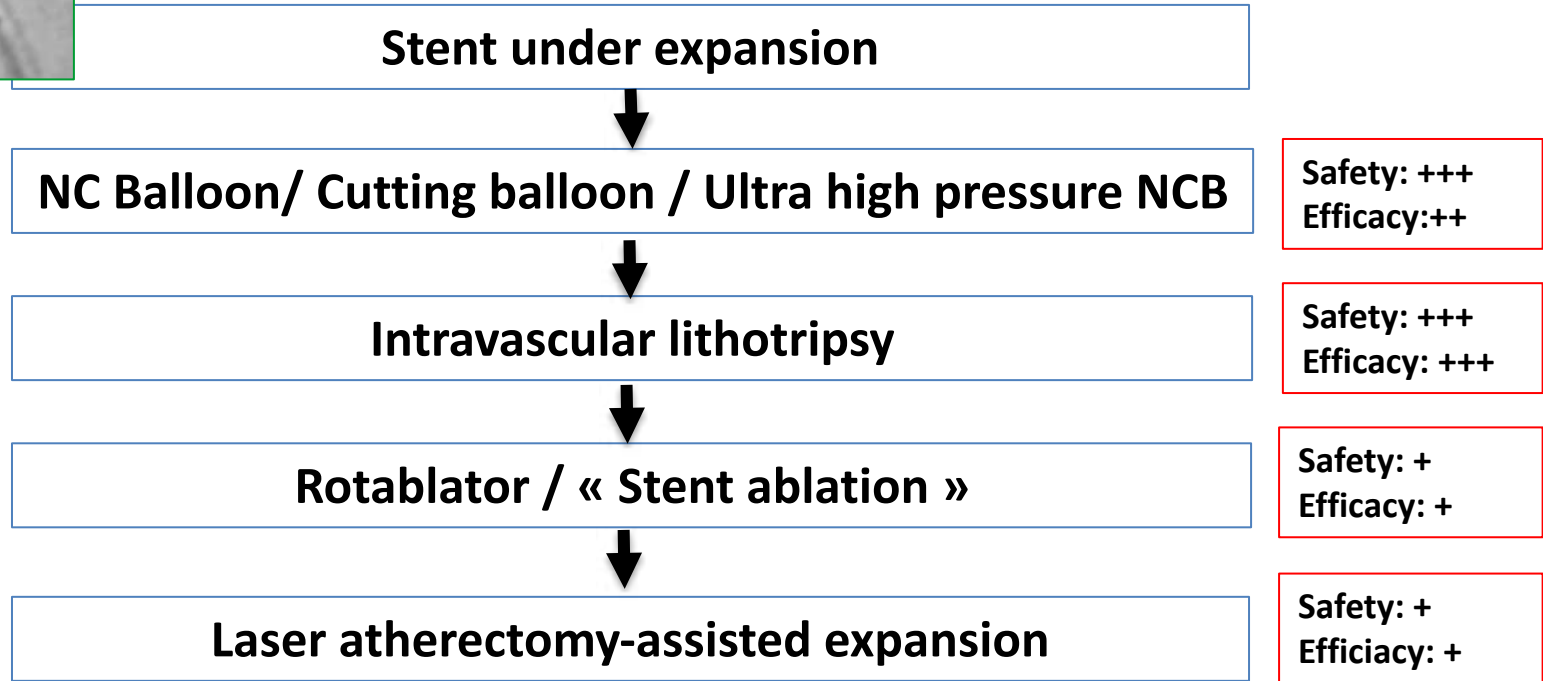 Stent under expansion
NC Balloon/ Cutting balloon / Ultra high pressure NCB
Safety: +++
Efficacy:++
Intravascular lithotripsy
Safety: +++
Efficacy: +++
Rotablator / « Stent ablation »
Safety: +
Efficacy: +
Laser atherectomy-assisted expansion
Safety: +
Efficiacy: +